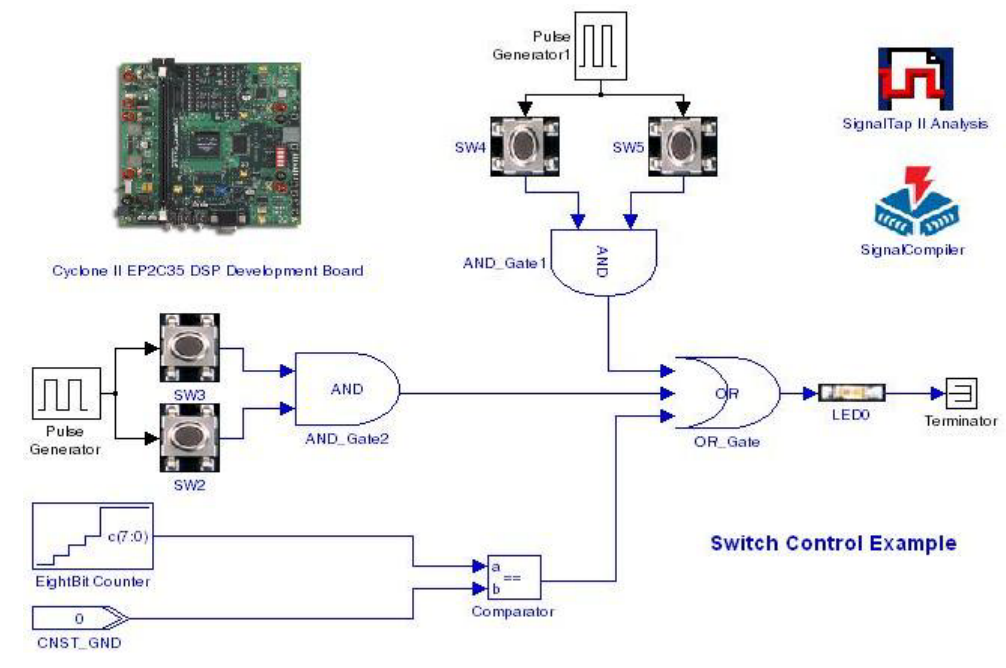 Pulse
Generator1
SignalTap II Analysis
SW4
SW5
SignalCompiler
AND_Gate1
AND
Cyclone II EP2C35 DSP Development Board
SW3
AND
AND_Gate2
OR
OR_Gate
LED0
Terminator
Pulse
Generator
SW2
c(7:0)
EightBit Counter
Switch Control Example
a
==
b
Comparator
0
CNST_GND